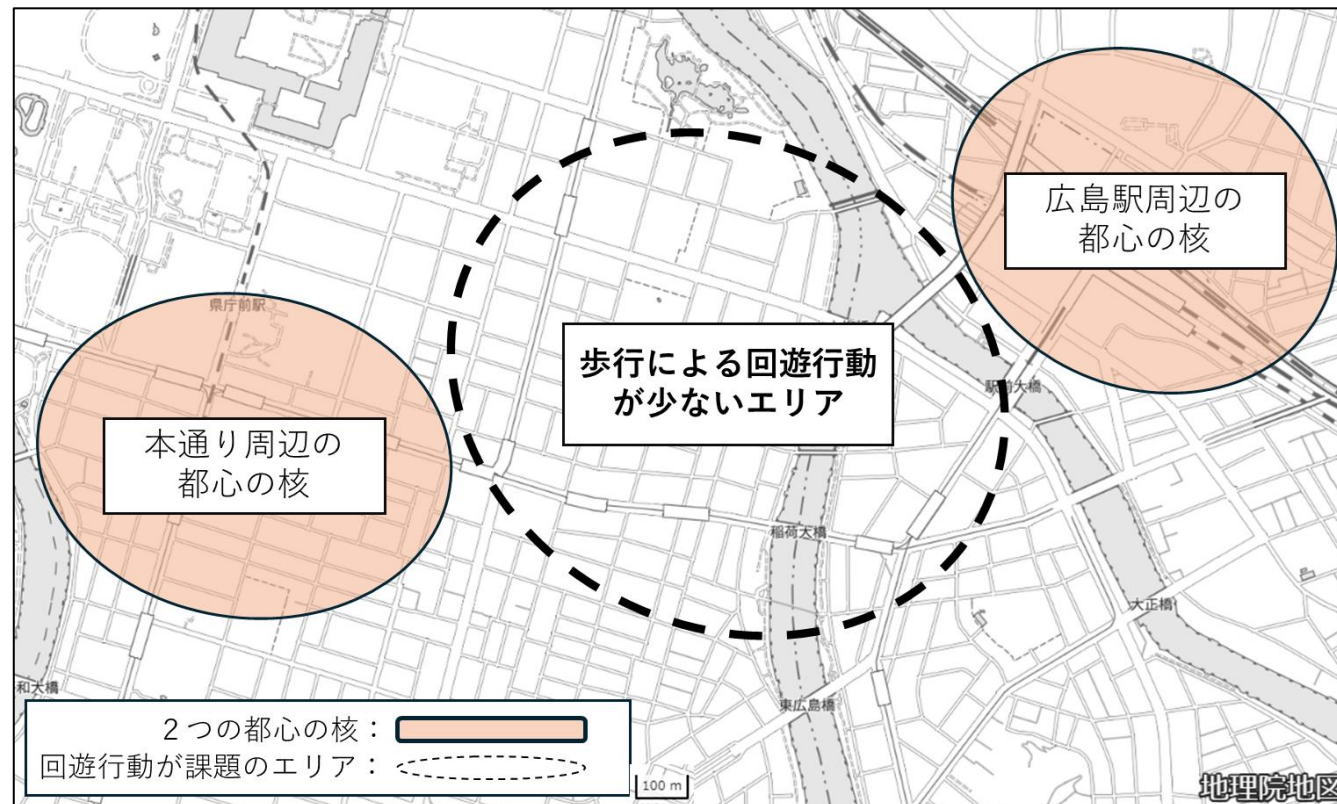 広島駅周辺の
都心の核
県庁前駅
歩行による回遊行動
が少ないエリア
駅前大橋
本通り周辺の
都心の核
稲荷大橋
大正橋
和大橋
東広島橋
2つの都心の核：
回遊行動が課題のエリア：
100 m
地理院地図